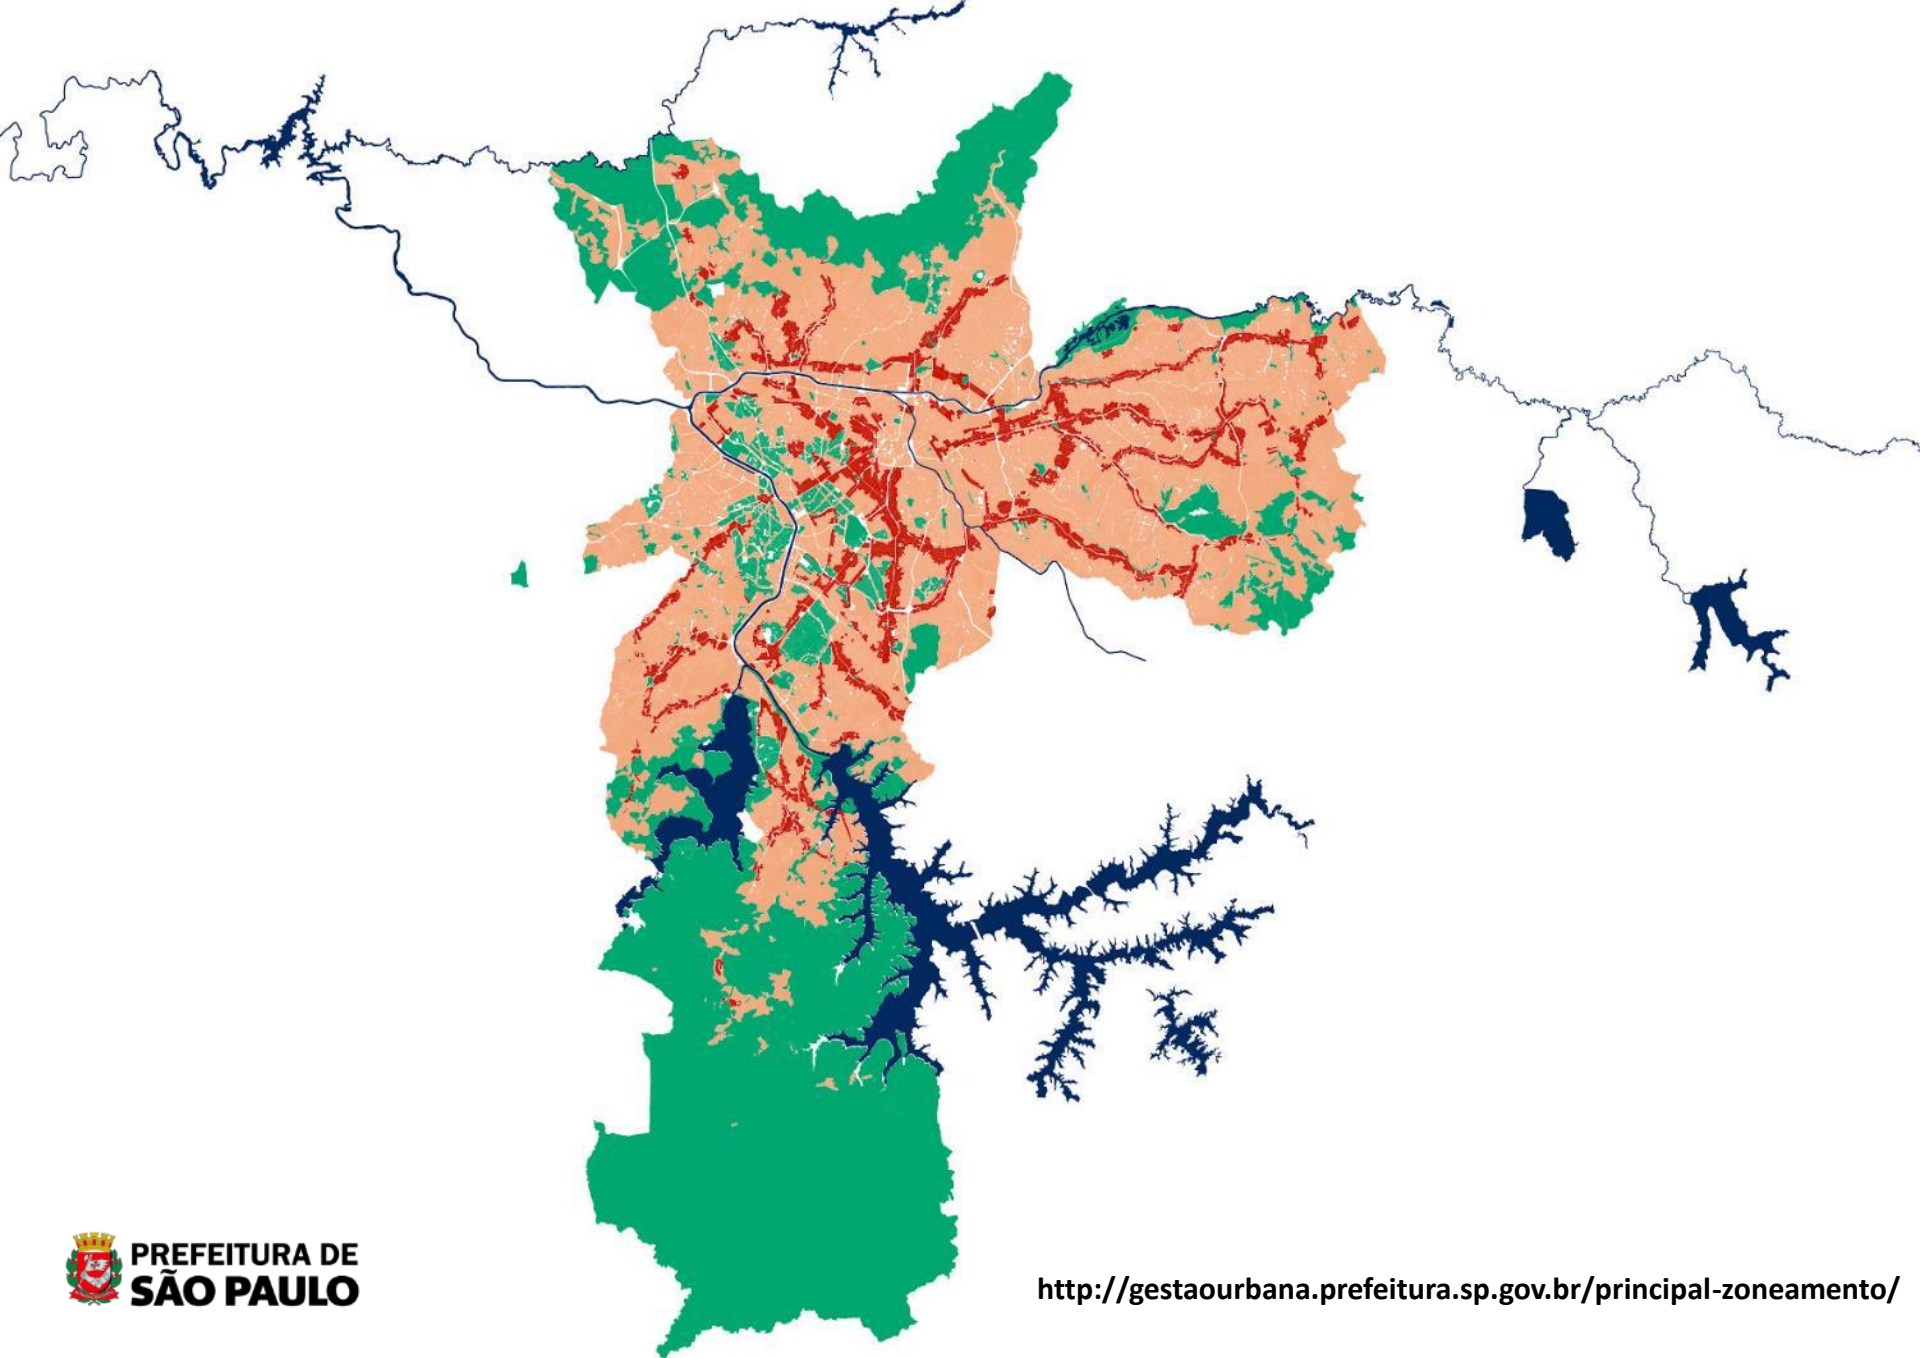 PREFEITURA DE
SÃO PAULO
http://gestaourbana.prefeitura.sp.gov.br/principal-zoneamento/